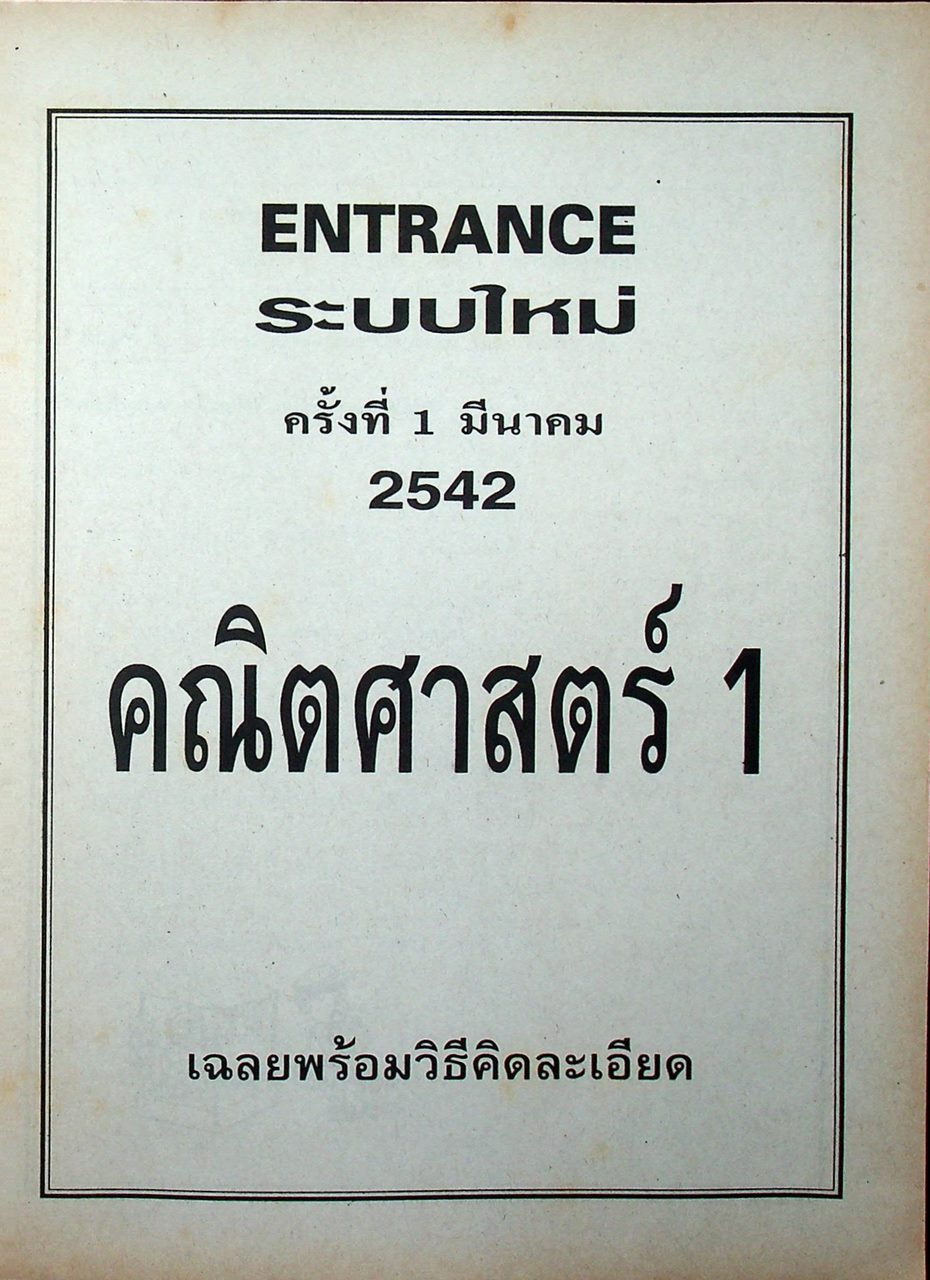 ENTRANCE
ระบบใหม่
ครั้งที่ 1 มีนาคม
2542
คณิตศาสตร์ 1
เฉลยพร้อมวิธีคิดละเอียด